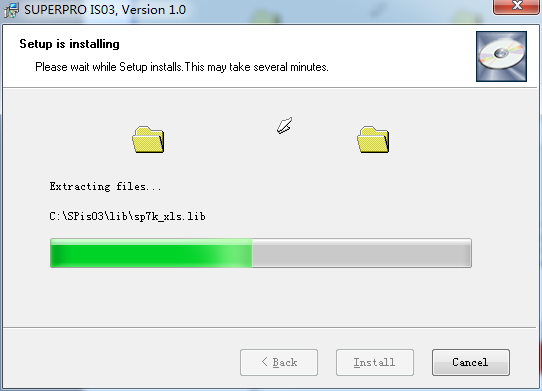 SUPERPRO IS03, Version 1.0
Setup is installing
Please wait while Setup installs.This may take several minutes.
Extracting files...
C:\SPis03\lib\sp7k_xls.lib
< Back
Install
Cancel